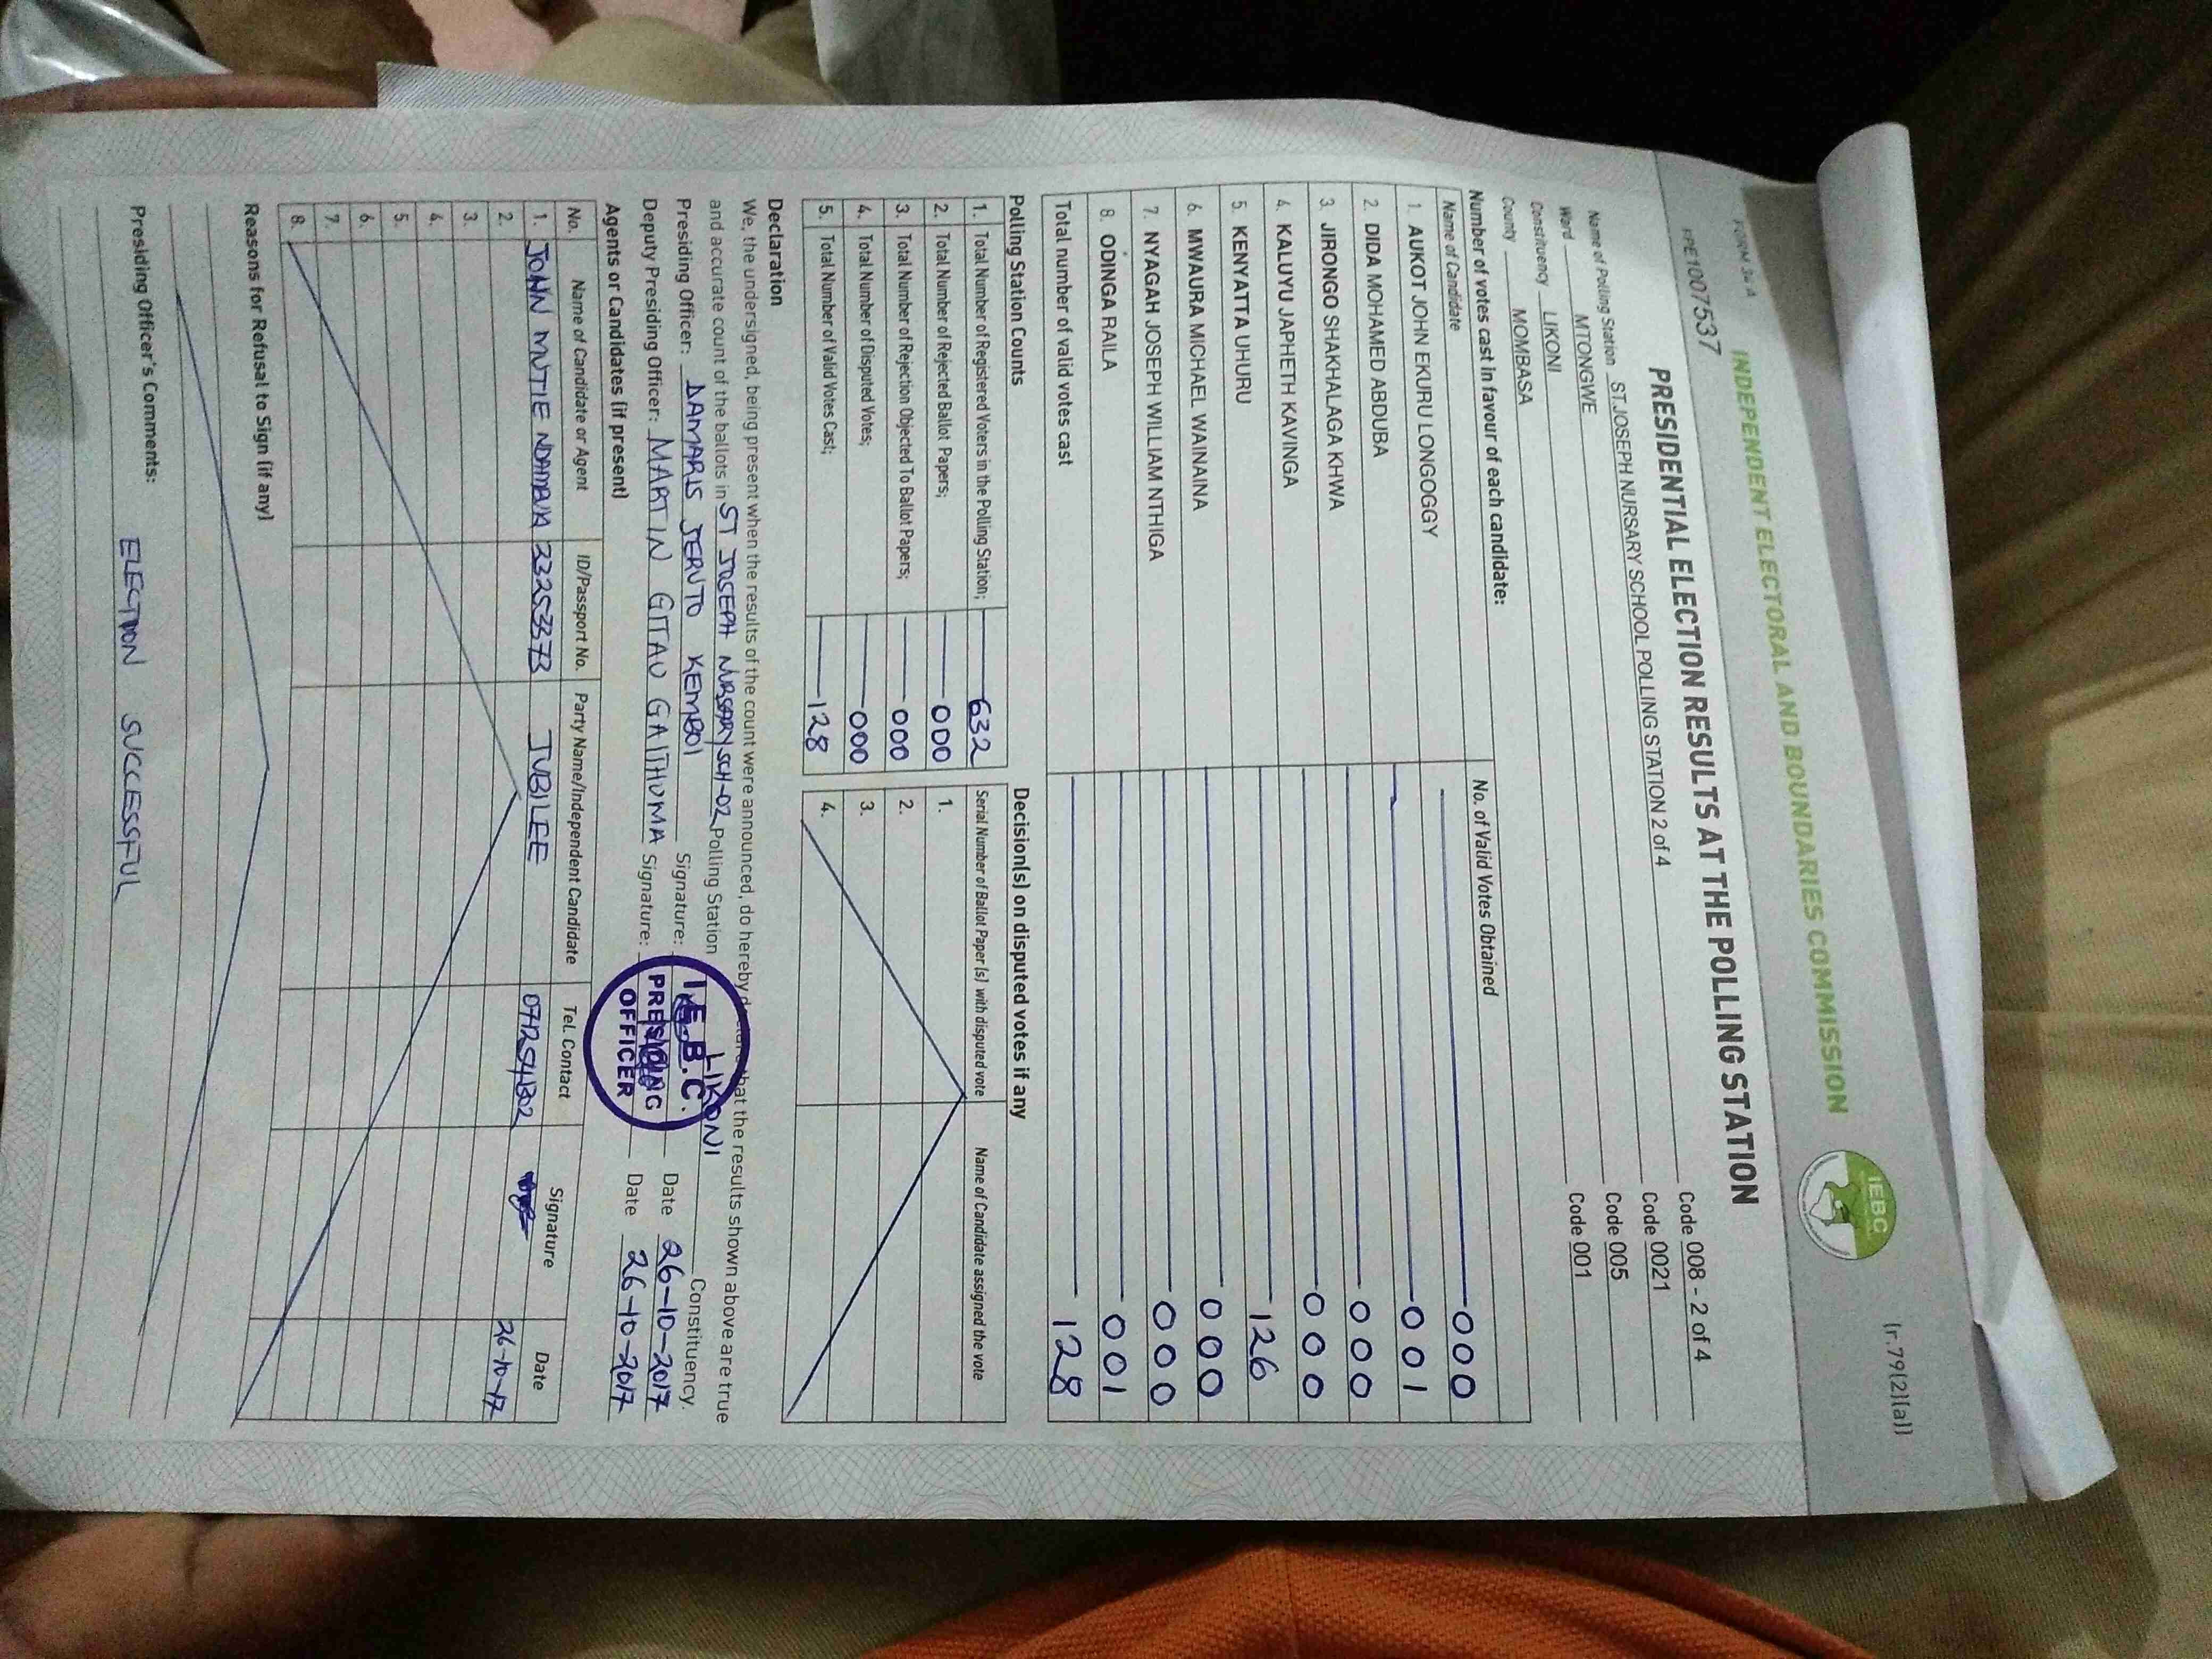 FORM 34 A
(r.79(2)(a))
INDEPENDENT ELECTORAL AND BOUNDARIES COMMISSION
IEBC
FPE1007537
PRESIDENTIAL ELECTION RESULTS AT THE POLLING STATION
Name of Polling Station ST.JOSEPH NURSARY SCHOOL POLLING STATION 2 of 4 Code 008 - 2 of 4
Ward MTONGWE Code 0021
Constituency LIKONI Code 005
County MOMBASA Code 001
Number of votes cast in favour of each candidate:
Name of Candidate No. of Valid Votes Obtained
1. AUKOT JOHN EKURU LONGOGGY 000
2. DIDA MOHAMED ABDUBA 001
3. JIRONGO SHAKHALAGA KHWA 000
4. KALUYU JAPHETH KAVINGA 000
5. KENYATTA UHURU 126
6. MWAURA MICHAEL WAINAINA 000
7. NYAGAH JOSEPH WILLIAM NTHIGA 000
8. ODINGA RAILA 001
Total number of valid votes cast 128
Polling Station Counts
1. Total Number of Registered Voters in the Polling Station; 632
2. Total Number of Rejected Ballot Papers; 000
3. Total Number of Rejection Objected To Ballot Papers; 000
4. Total Number of Disputed Votes; 000
5. Total Number of Valid Votes Cast; 128
Decision(s) on disputed votes if any
Serial Number of Ballot Paper (s) with disputed vote Name of Candidate assigned the vote
1.
2.
3.
4.
Declaration
We, the undersigned, being present when the results of the count were announced, do hereby declare that the results shown above are true
and accurate count of the ballots in ST JOSEPH NURSARY SCH-02 Polling Station LIKONI Constituency.
Presiding Officer: DAMARIS JERUTO KEMBOI Signature: Date 26-10-2017
Deputy Presiding Officer: MARTIN GITAU GAITHUMA Signature: Date 26-10-2017
I.E.B.C.
PRESIDING
OFFICER
Agents or Candidates (if present)
No. Name of Candidate or Agent ID/Passport No. Party Name/Independent Candidate Tel. Contact Signature Date
1. JOHN MUTIE 33253373 JUBILEE 0712541302 26-10-17
2.
3.
4.
5.
6.
7.
8.
Reasons for Refusal to Sign (if any)
Presiding Officer's Comments: ELECTION SUCCESSFUL